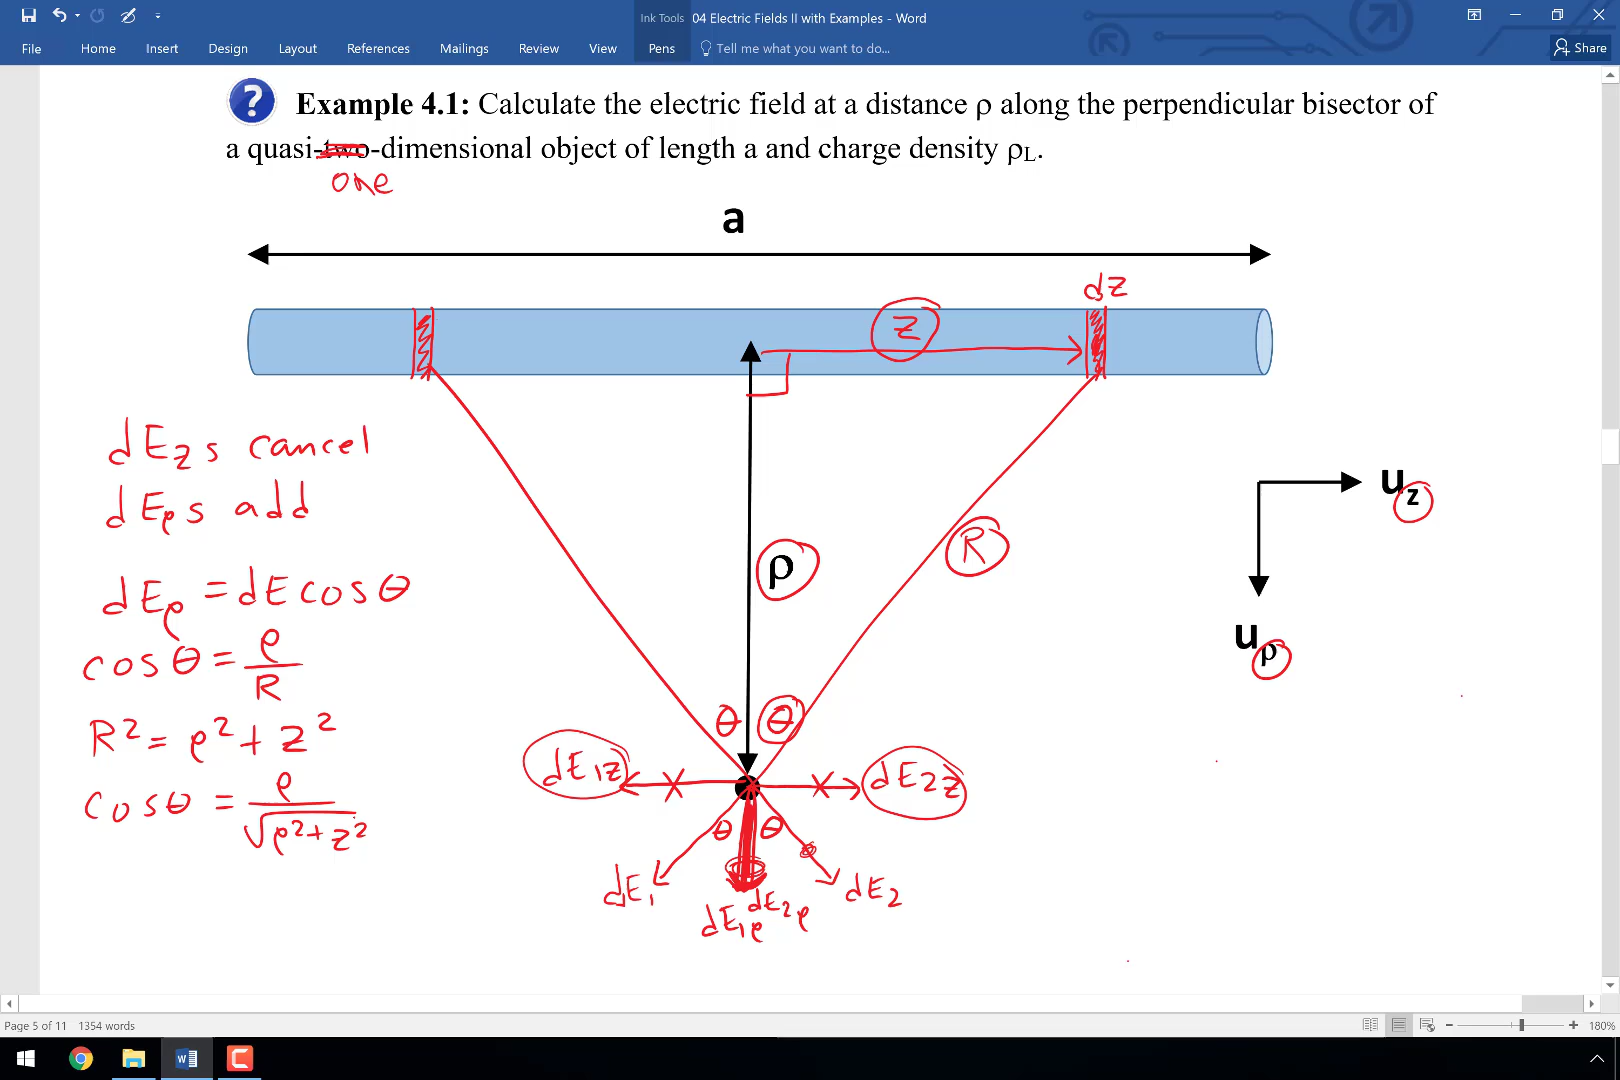 Ink Tools 04 Electric Fields II with Examples - Word
File Home Insert Design Layout References Mailings Review View Pens Tell me what you want to do... Share
? Example 4.1: Calculate the electric field at a distance ρ along the perpendicular bisector of
a quasi-two-dimensional object of length a and charge density ρL.
one
a
dz
z
dEzs cancel
dEρs add
uz
ρ
R
dEρ = dE cos θ
uρ
cos θ = ρ/R
θ θ
R² = ρ² + z²
dE1z dE2z
cos θ = ρ/√(ρ² + z²)
θ θ
dE1 dE2
dE1ρ dE2ρ
Page 5 of 11 1354 words 180%